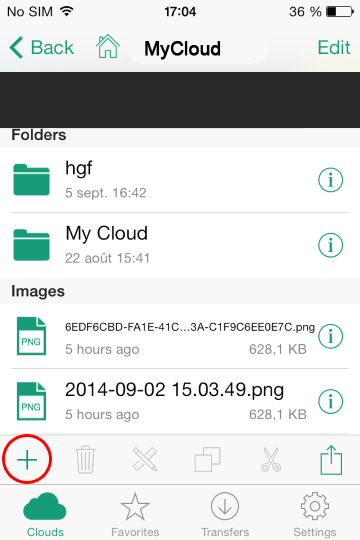 No SIM 17:04 36 %
Back MyCloud Edit
Folders
hgf
5 sept. 16:42
My Cloud
22 août 15:41
Images
PNG 6EDF6CBD-FA1E-41C...3A-C1F9C6EE0E7C.png
5 hours ago 628,1 KB
PNG 2014-09-02 15.03.49.png
5 hours ago 628,1 KB
Clouds Favorites Transfers Settings